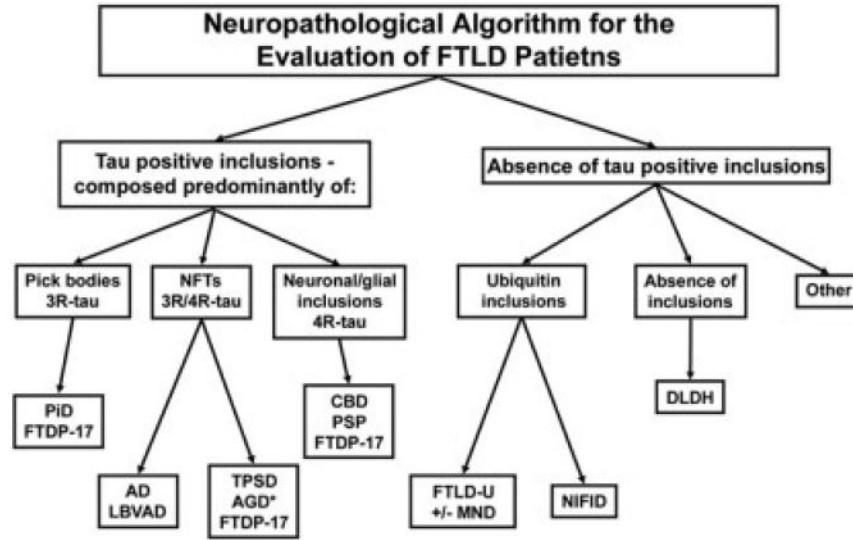 Neuropathological Algorithm for the
Evaluation of FTLD Patietns
Tau positive inclusions -
composed predominantly of:
Absence of tau positive inclusions
Pick bodies
3R-tau
NFTs
3R/4R-tau
Neuronal/glial
inclusions
4R-tau
Ubiquitin
inclusions
Absence of
inclusions
Other
PiD
FTDP-17
CBD
PSP
FTDP-17
DLDH
AD
LBVAD
TPSD
AGD*
FTDP-17
FTLD-U
+/- MND
NIFID